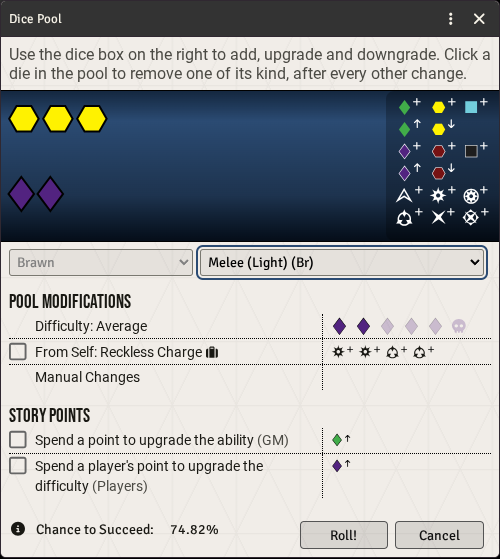 Dice Pool
Use the dice box on the right to add, upgrade and downgrade. Click a
die in the pool to remove one of its kind, after every other change.
Brawn
Melee (Light) (Br)
POOL MODIFICATIONS
Difficulty: Average
From Self: Reckless Charge
Manual Changes
STORY POINTS
Spend a point to upgrade the ability (GM)
Spend a player's point to upgrade the
difficulty (Players)
Chance to Succeed: 74.82%
Roll!
Cancel